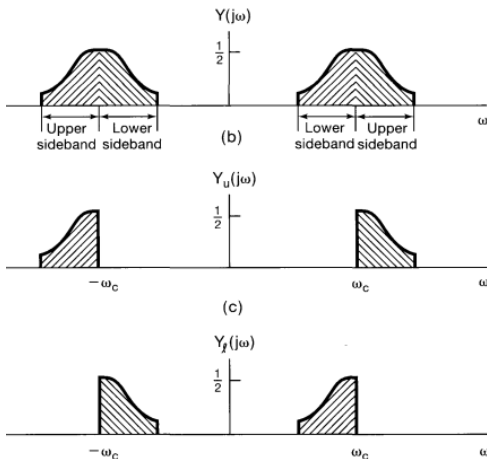 Y(jω)
1/2
Upper sideband
Lower sideband
Lower sideband
Upper sideband
ω
(b)
Yu(jω)
1/2
−ωc
ωc
ω
(c)
Yℓ(jω)
1/2
−ωc
ωc
ω